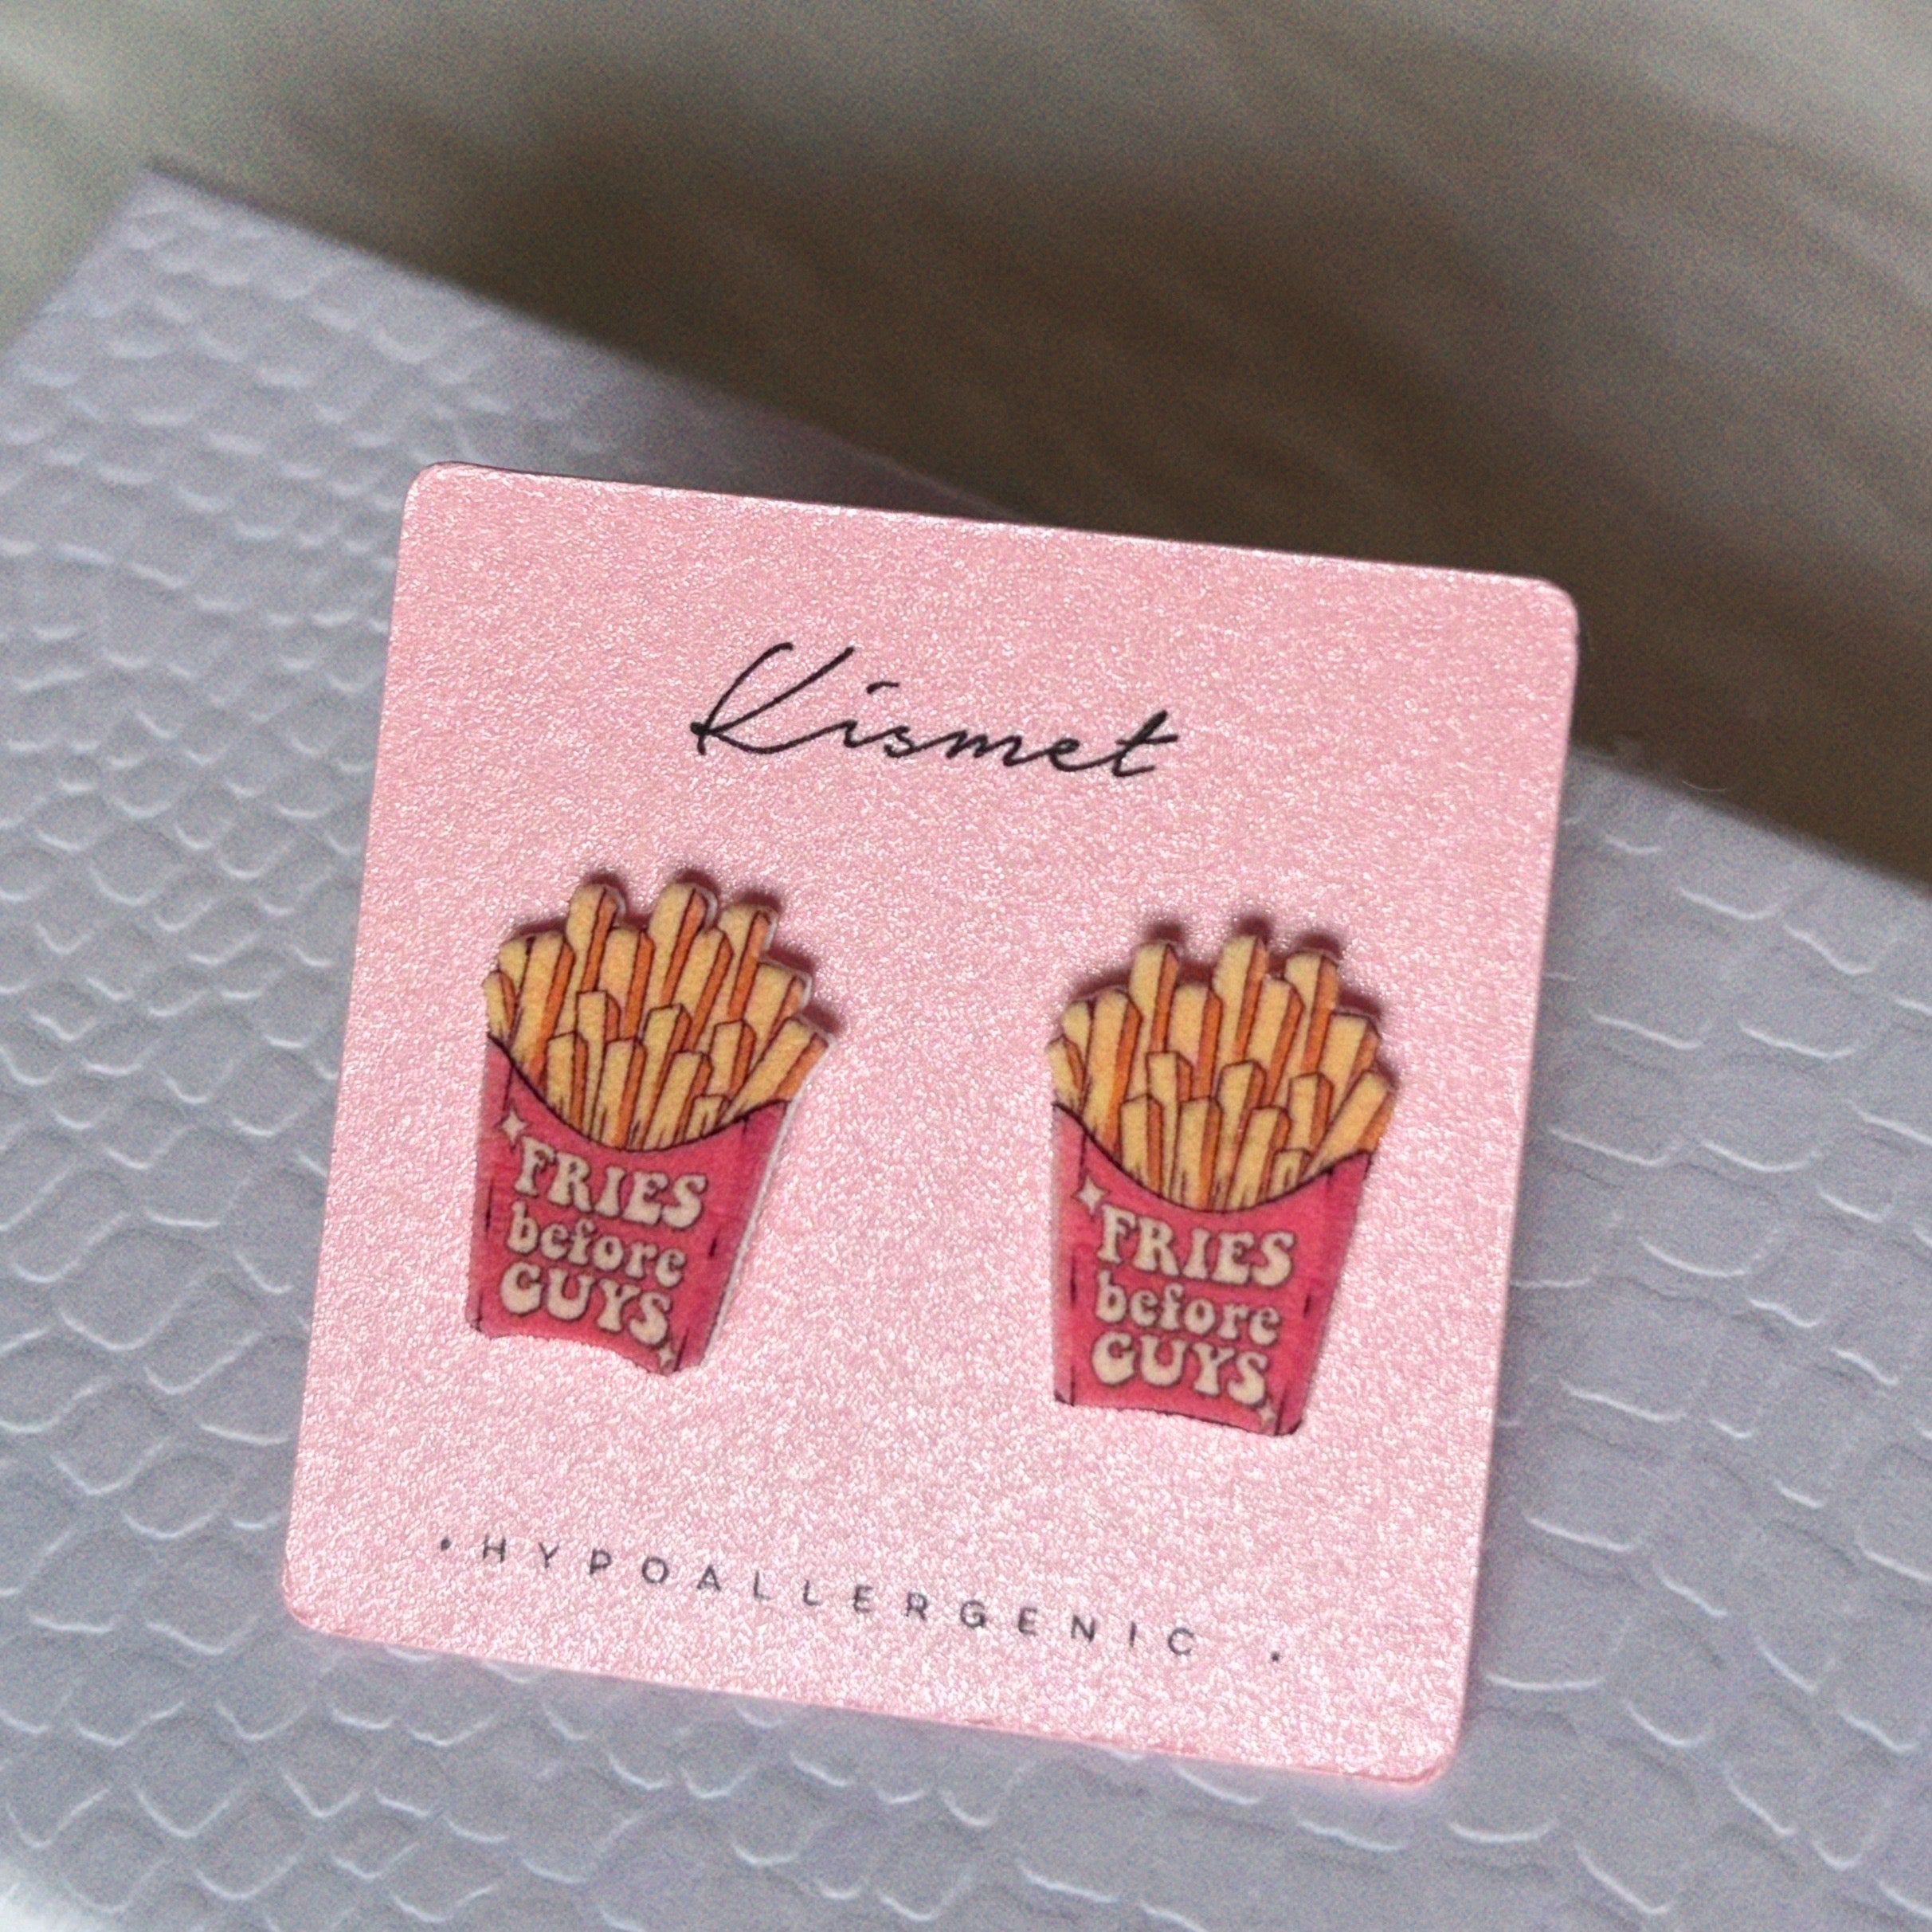 Kismet
FRIES
before
GUYS
FRIES
before
GUYS
• HYPOALLERGENIC •